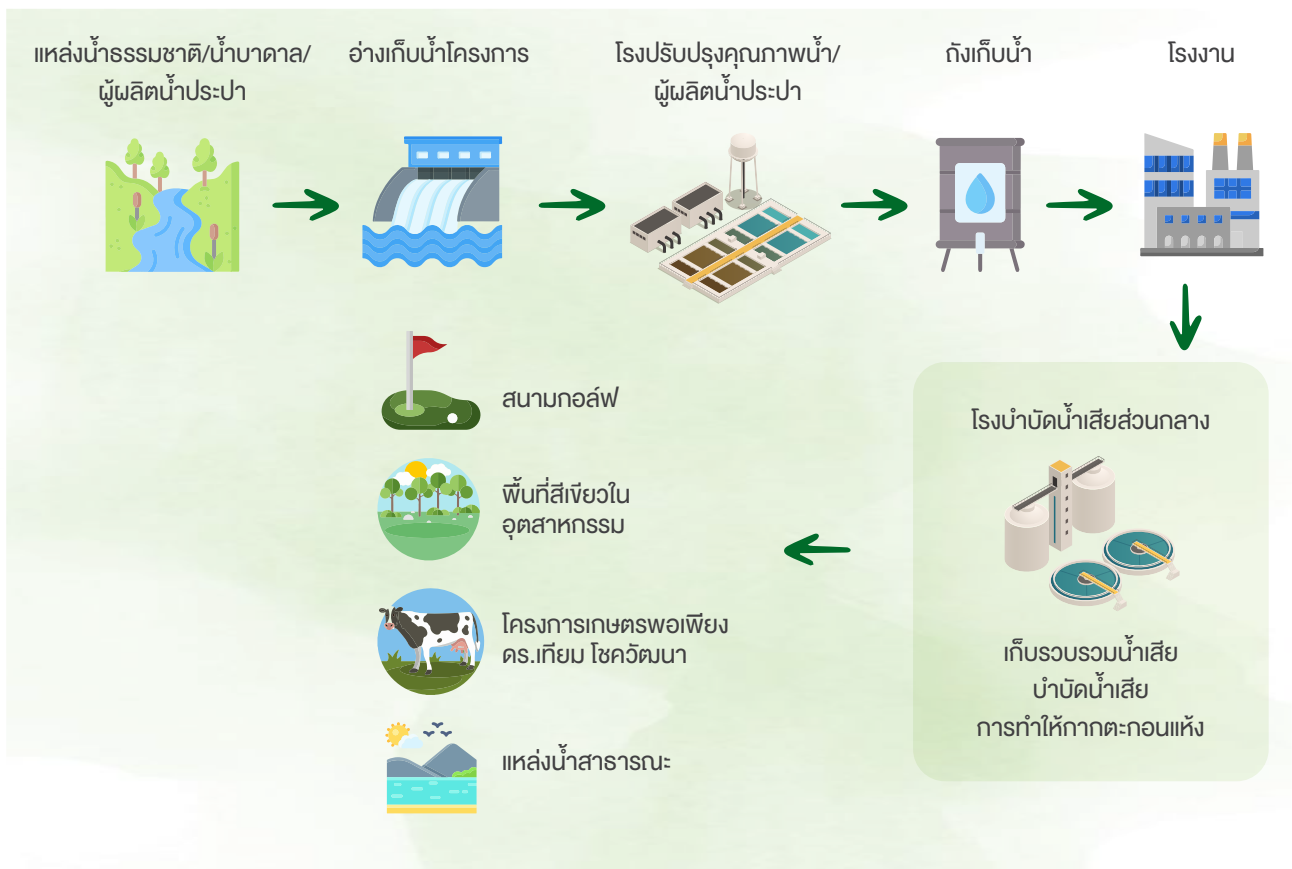 แหล่งน้ำธรรมชาติ/น้ำบาดาล/
ผู้ผลิตน้ำประปา
อ่างเก็บน้ำโครงการ
โรงปรับปรุงคุณภาพน้ำ/
ผู้ผลิตน้ำประปา
ถังเก็บน้ำ
โรงงาน
สนามกอล์ฟ
พื้นที่สีเขียวใน
อุตสาหกรรม
โครงการเกษตรพอเพียง
ดร.เทียม โชควัฒนา
แหล่งน้ำสาธารณะ
โรงบำบัดน้ำเสียส่วนกลาง
เก็บรวบรวมน้ำเสีย
บำบัดน้ำเสีย
การทำให้กากตะกอนแห้ง